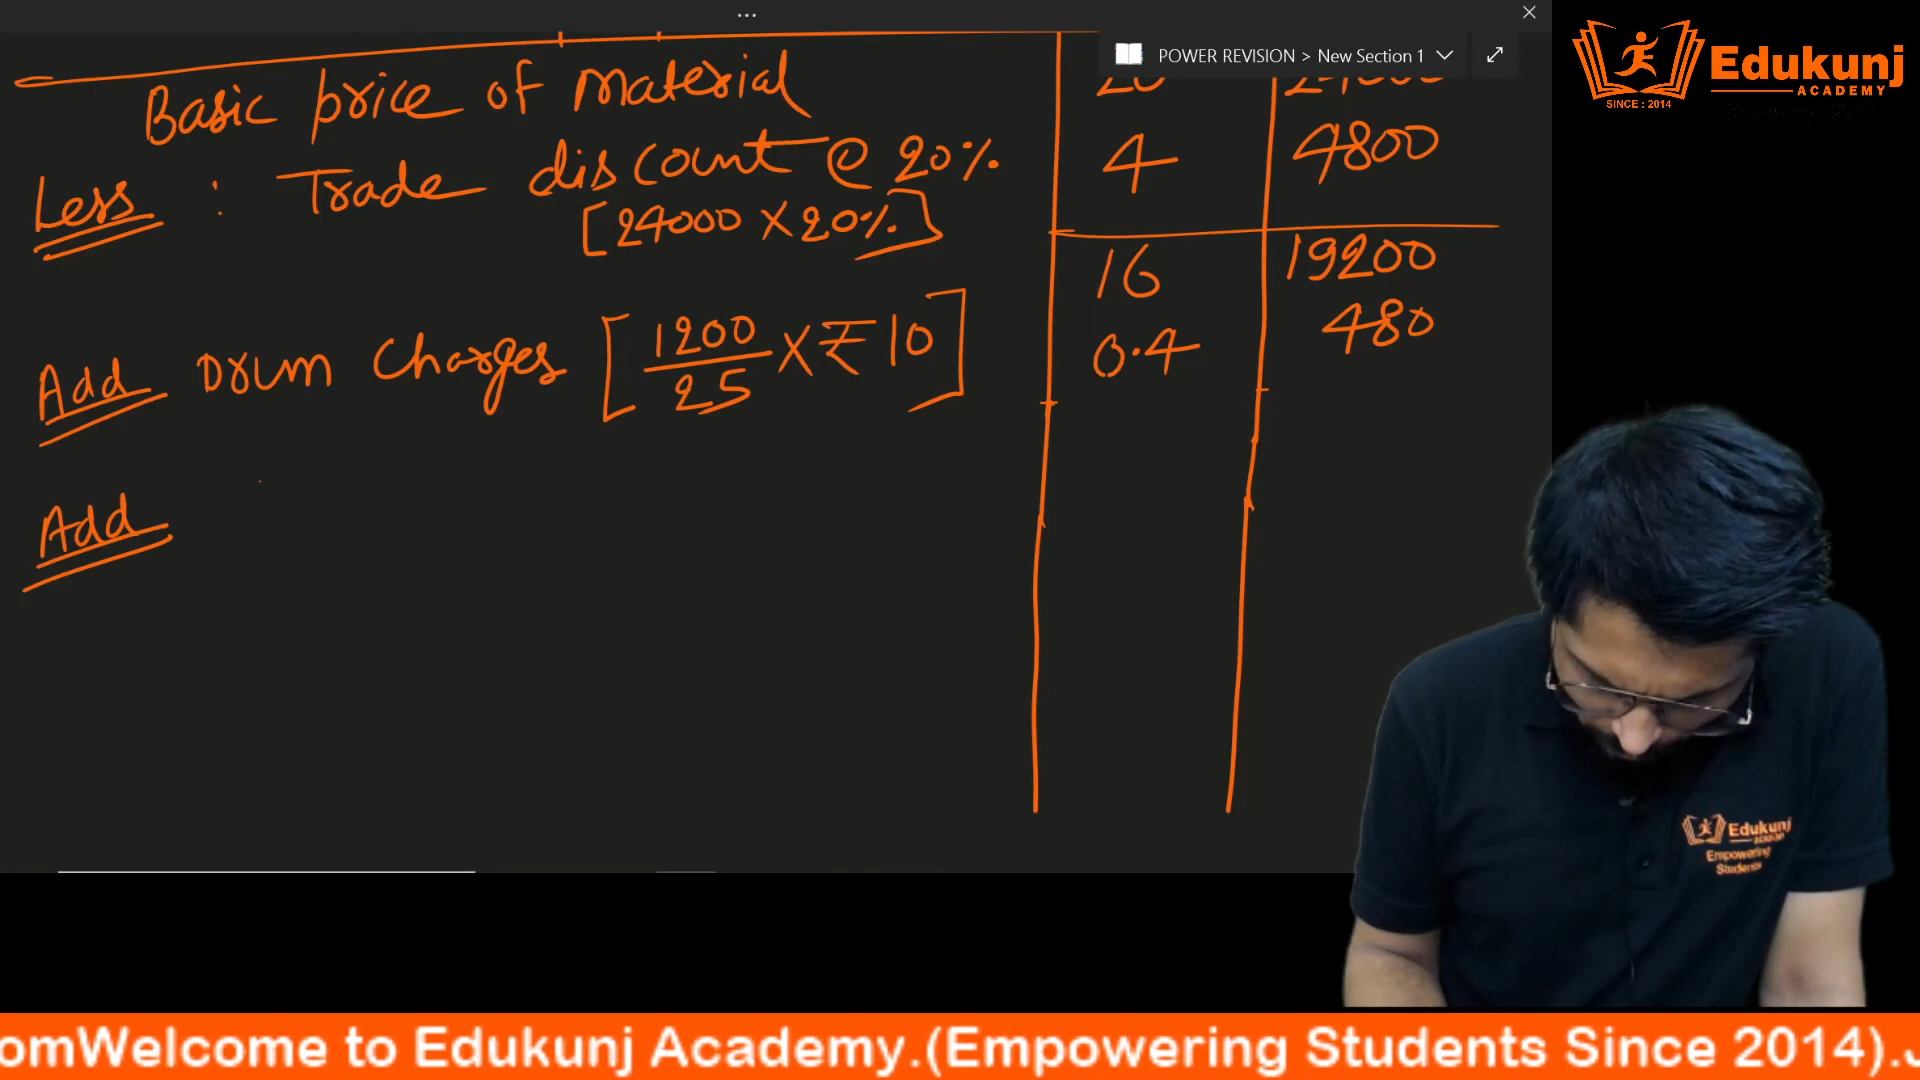 POWER REVISION > New Section 1
Edukunj
ACADEMY
SINCE : 2014
Basic price of Material
Less : Trade discount @ 20% 4 4800
[24000 X 20%]
16 19200
Add Drum Charges [1200/25 X ₹10] 0.4 480
Add
Edukunj
Empowering
Students
omWelcome to Edukunj Academy.(Empowering Students Since 2014).